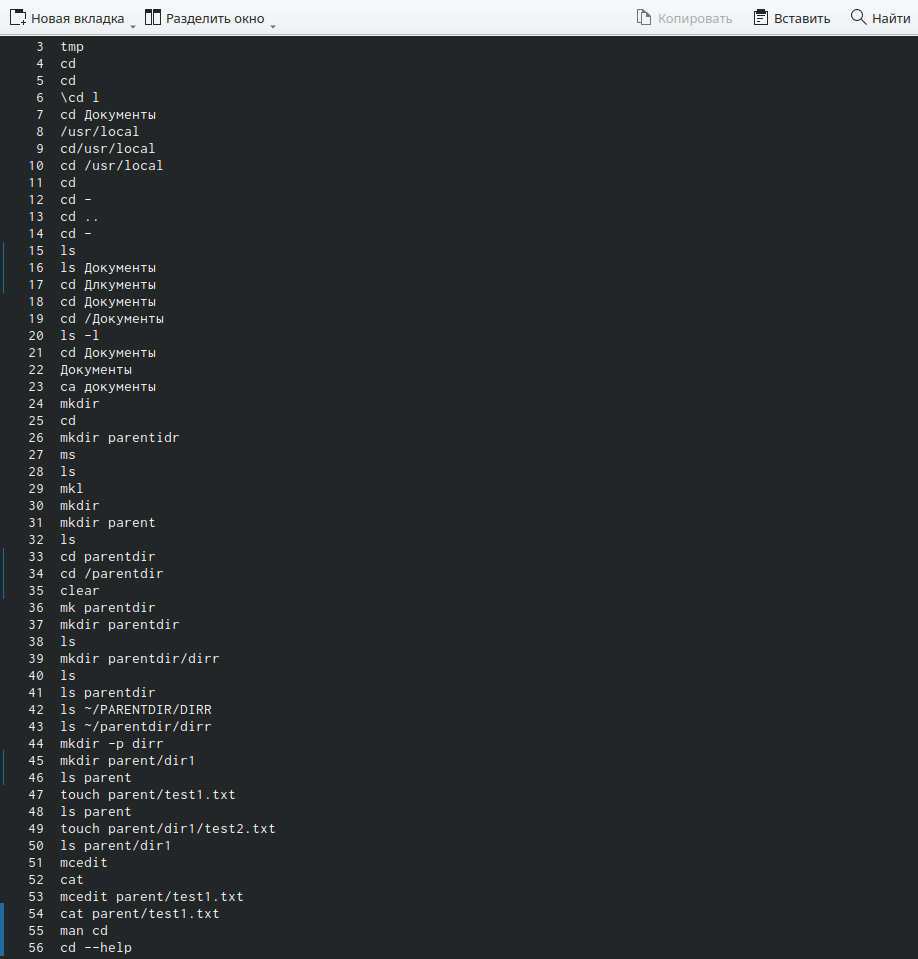 Новая вкладка Разделить окно Копировать Вставить Найти
3 tmp
4 cd
5 cd
6 \cd l
7 cd Документы
8 /usr/local
9 cd/usr/local
10 cd /usr/local
11 cd
12 cd -
13 cd ..
14 cd -
15 ls
16 ls Документы
17 cd Длкументы
18 cd Документы
19 cd /Документы
20 ls -l
21 cd Документы
22 Документы
23 са документы
24 mkdir
25 cd
26 mkdir parentidr
27 ms
28 ls
29 mkl
30 mkdir
31 mkdir parent
32 ls
33 cd parentdir
34 cd /parentdir
35 clear
36 mk parentdir
37 mkdir parentdir
38 ls
39 mkdir parentdir/dirr
40 ls
41 ls parentdir
42 ls ~/PARENTDIR/DIRR
43 ls ~/parentdir/dirr
44 mkdir -p dirr
45 mkdir parent/dir1
46 ls parent
47 touch parent/test1.txt
48 ls parent
49 touch parent/dir1/test2.txt
50 ls parent/dir1
51 mcedit
52 cat
53 mcedit parent/test1.txt
54 cat parent/test1.txt
55 man cd
56 cd --help